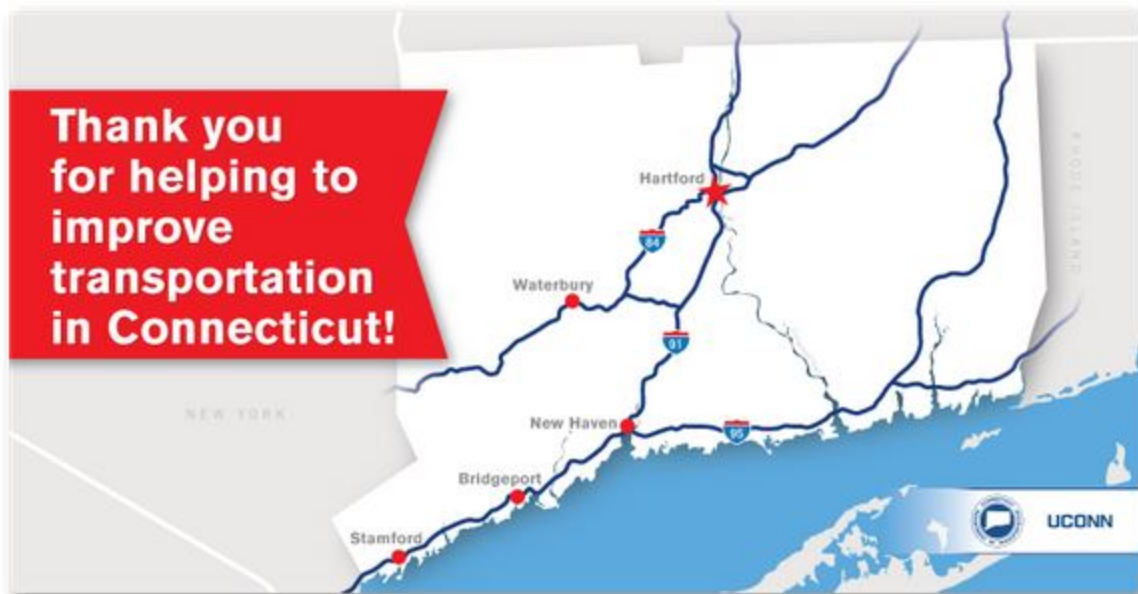 Thank you
for helping to
improve
transportation
in Connecticut!
Hartford
84
Waterbury
91
RHODE ISLAND
NEW YORK
New Haven
95
Bridgeport
Stamford
UCONN